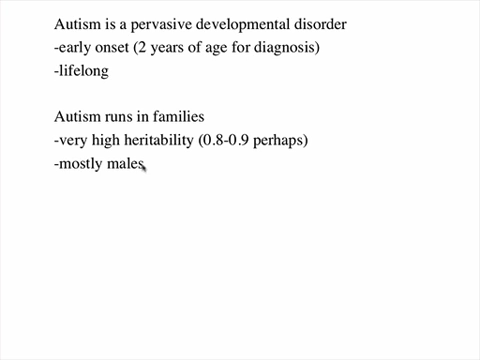 Autism is a pervasive developmental disorder
-early onset (2 years of age for diagnosis)
-lifelong
Autism runs in families
-very high heritability (0.8-0.9 perhaps)
-mostly males